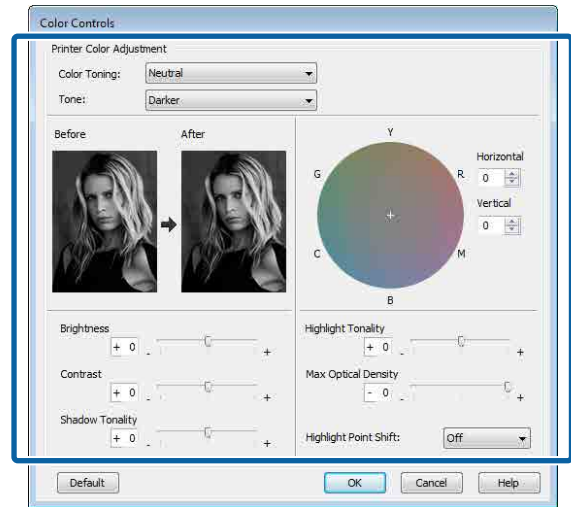 Color Controls
Printer Color Adjustment
Color Toning: Neutral
Tone: Darker
Before After
Y
G R
C M
B
Horizontal
0
Vertical
0
Brightness
+ 0 - +
Contrast
+ 0 - +
Shadow Tonality
+ 0 - +
Highlight Tonality
+ 0 - +
Max Optical Density
- 0 - +
Highlight Point Shift: Off
Default OK Cancel Help